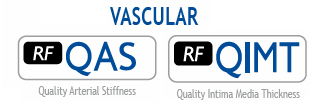 VASCULAR
RF QAS
RF QIMT
Quality Arterial Stiffness
Quality Intima Media Thickness